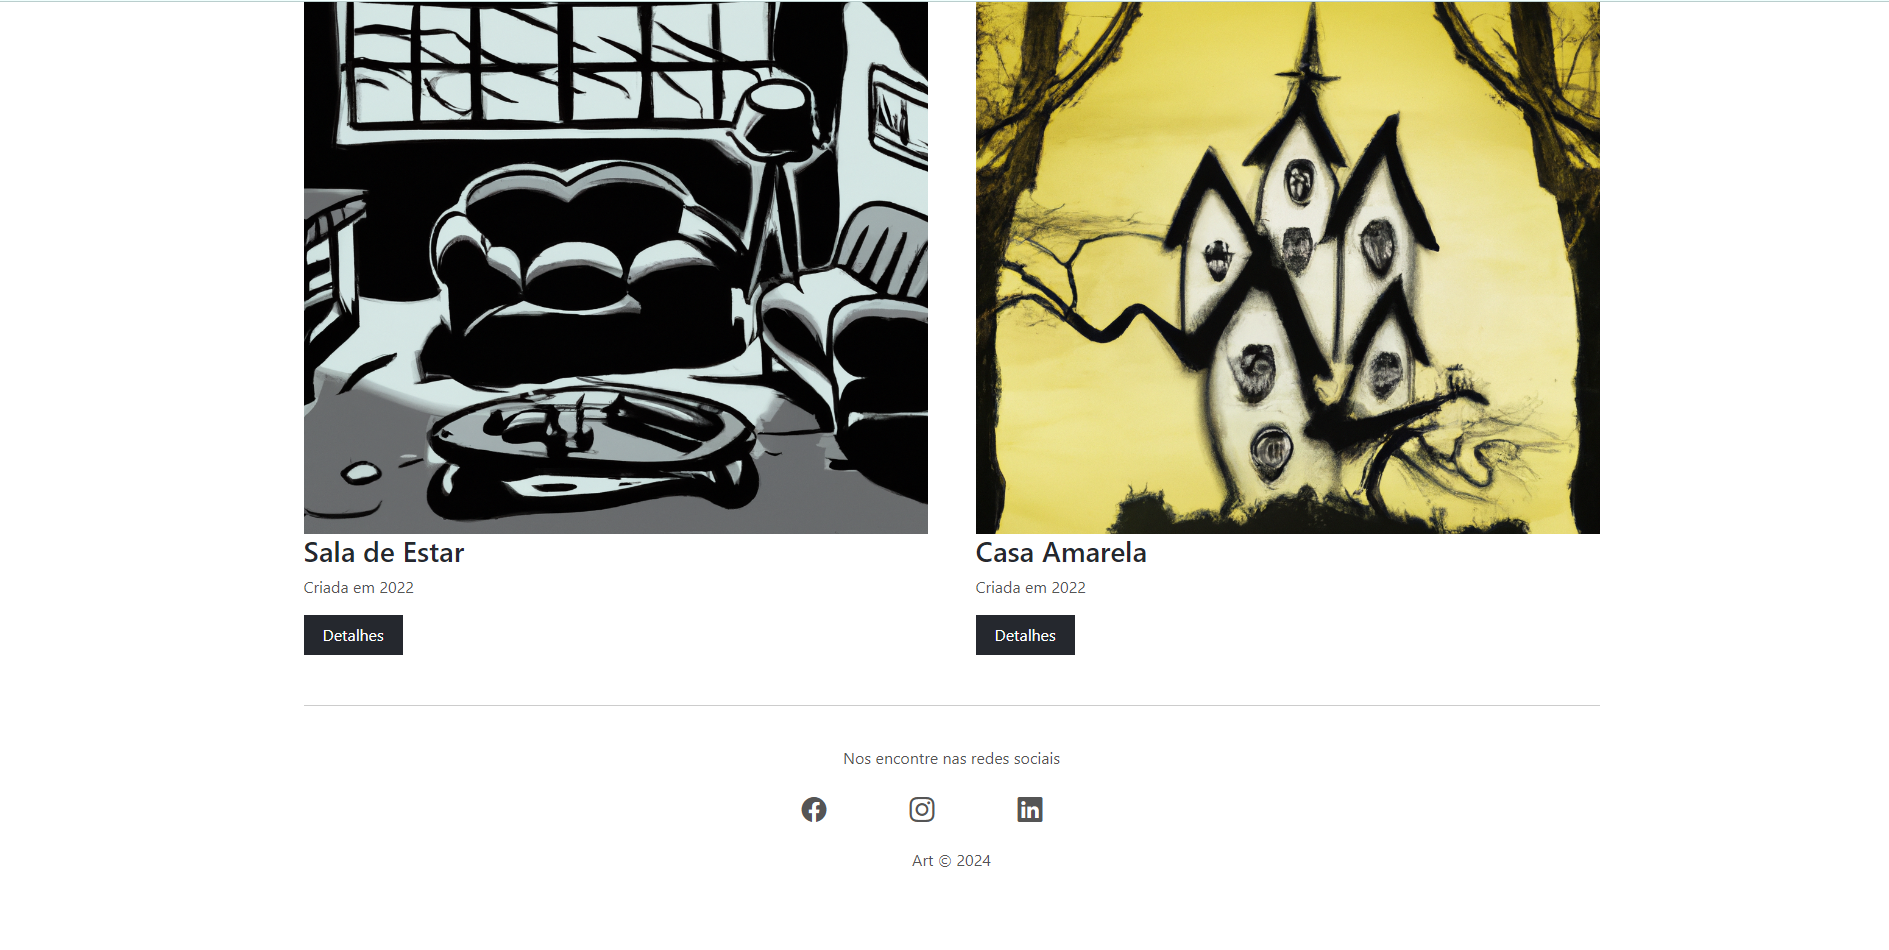 Sala de Estar
Criada em 2022
Detalhes
Casa Amarela
Criada em 2022
Detalhes
Nos encontre nas redes sociais
Art © 2024